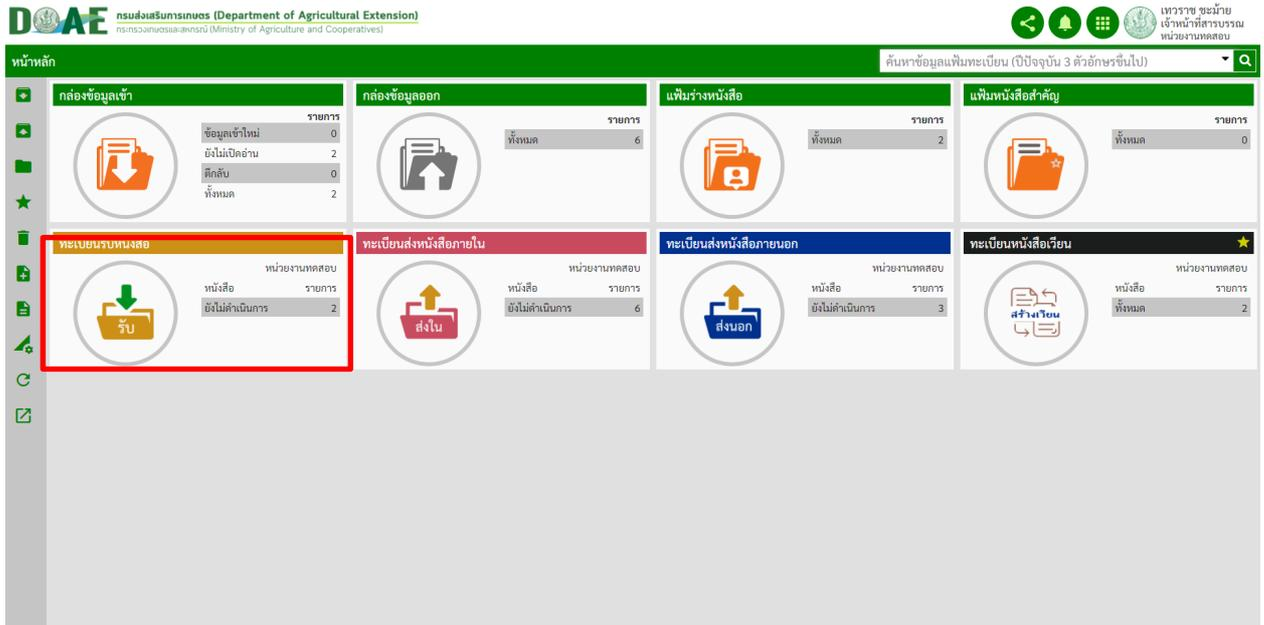 DOAE
กรมส่งเสริมการเกษตร (Department of Agricultural Extension)
กระทรวงเกษตรและสหกรณ์ (Ministry of Agriculture and Cooperatives)
เทวราช ชะม้าย
เจ้าหน้าที่สารบรรณ
หน่วยงานทดสอบ
หน้าหลัก
ค้นหาข้อมูลแฟ้มทะเบียน (ปีปัจจุบัน 3 ตัวอักษรขึ้นไป)
กล่องข้อมูลเข้า
รายการ
ข้อมูลเข้าใหม่ 0
ยังไม่เปิดอ่าน 2
ตีกลับ 0
ทั้งหมด 2
กล่องข้อมูลออก
รายการ
ทั้งหมด 6
แฟ้มร่างหนังสือ
รายการ
ทั้งหมด 2
แฟ้มหนังสือสำคัญ
รายการ
ทั้งหมด 0
ทะเบียนรับหนังสือ
หน่วยงานทดสอบ
หนังสือ รายการ
ยังไม่ดำเนินการ 2
รับ
ทะเบียนส่งหนังสือภายใน
หน่วยงานทดสอบ
หนังสือ รายการ
ยังไม่ดำเนินการ 6
ส่งใน
ทะเบียนส่งหนังสือภายนอก
หน่วยงานทดสอบ
หนังสือ รายการ
ยังไม่ดำเนินการ 3
ส่งนอก
ทะเบียนหนังสือเวียน
หน่วยงานทดสอบ
หนังสือ รายการ
ทั้งหมด 2
สร้างเวียน